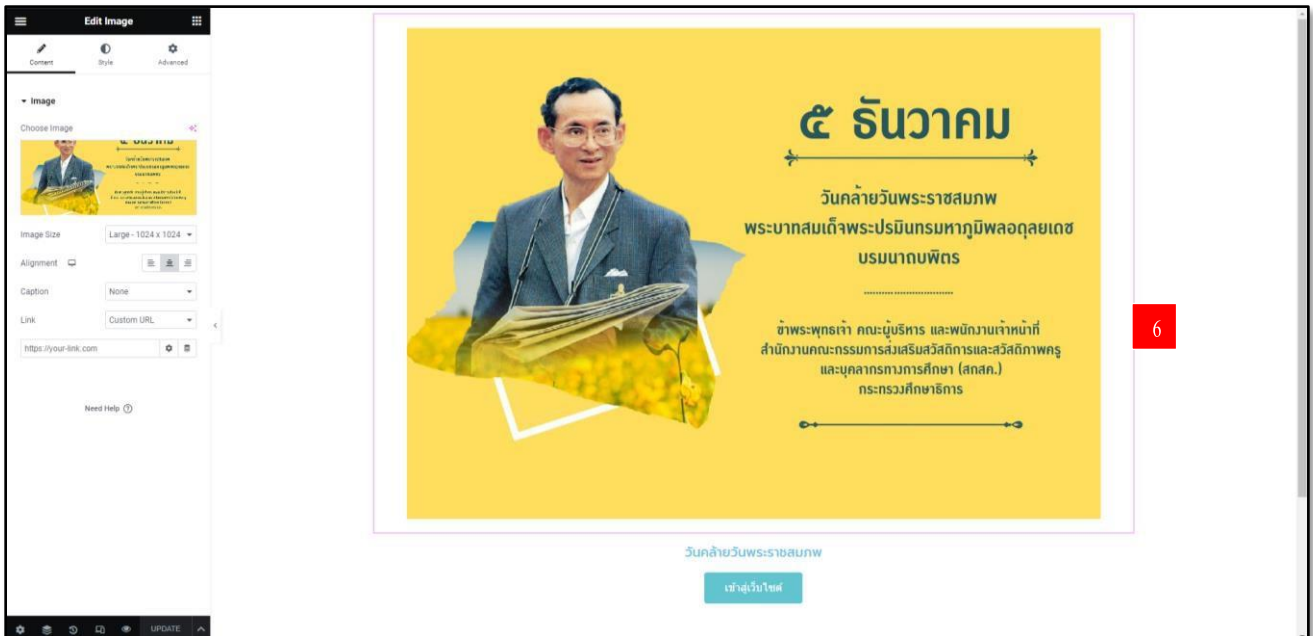 Edit Image
Content
Style
Advanced
Image
Choose Image
Image Size
Large - 1024 x 1024
Alignment
Caption
None
Link
Custom URL
https://your-link.com
Need Help
UPDATE
๕ ธันวาคม
วันคล้ายวันพระราชสมภพ
พระบาทสมเด็จพระปรมินทรมหาภูมิพลอดุลยเดช
บรมนาถบพิตร
ข้าพระพุทธเจ้า คณะผู้บริหาร และพนักงานเจ้าหน้าที่
สำนักงานคณะกรรมการส่งเสริมสวัสดิการและสวัสดิภาพครู
และบุคลากรทางการศึกษา (สกสค.)
กระทรวงศึกษาธิการ
6
วันคล้ายวันพระราชสมภพ
เข้าสู่เว็บไซต์